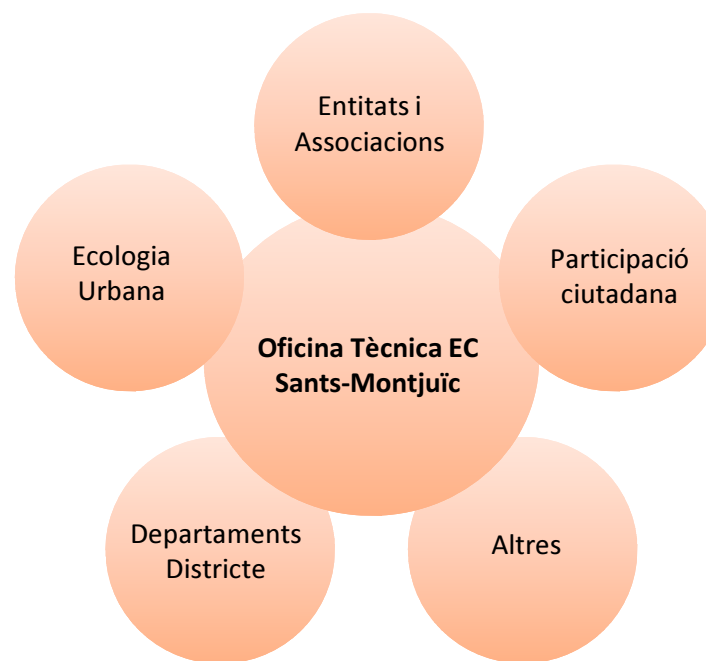 Entitats i
Associacions
Ecologia
Urbana
Participació
ciutadana
Oficina Tècnica EC
Sants-Montjuïc
Departaments
Districte
Altres